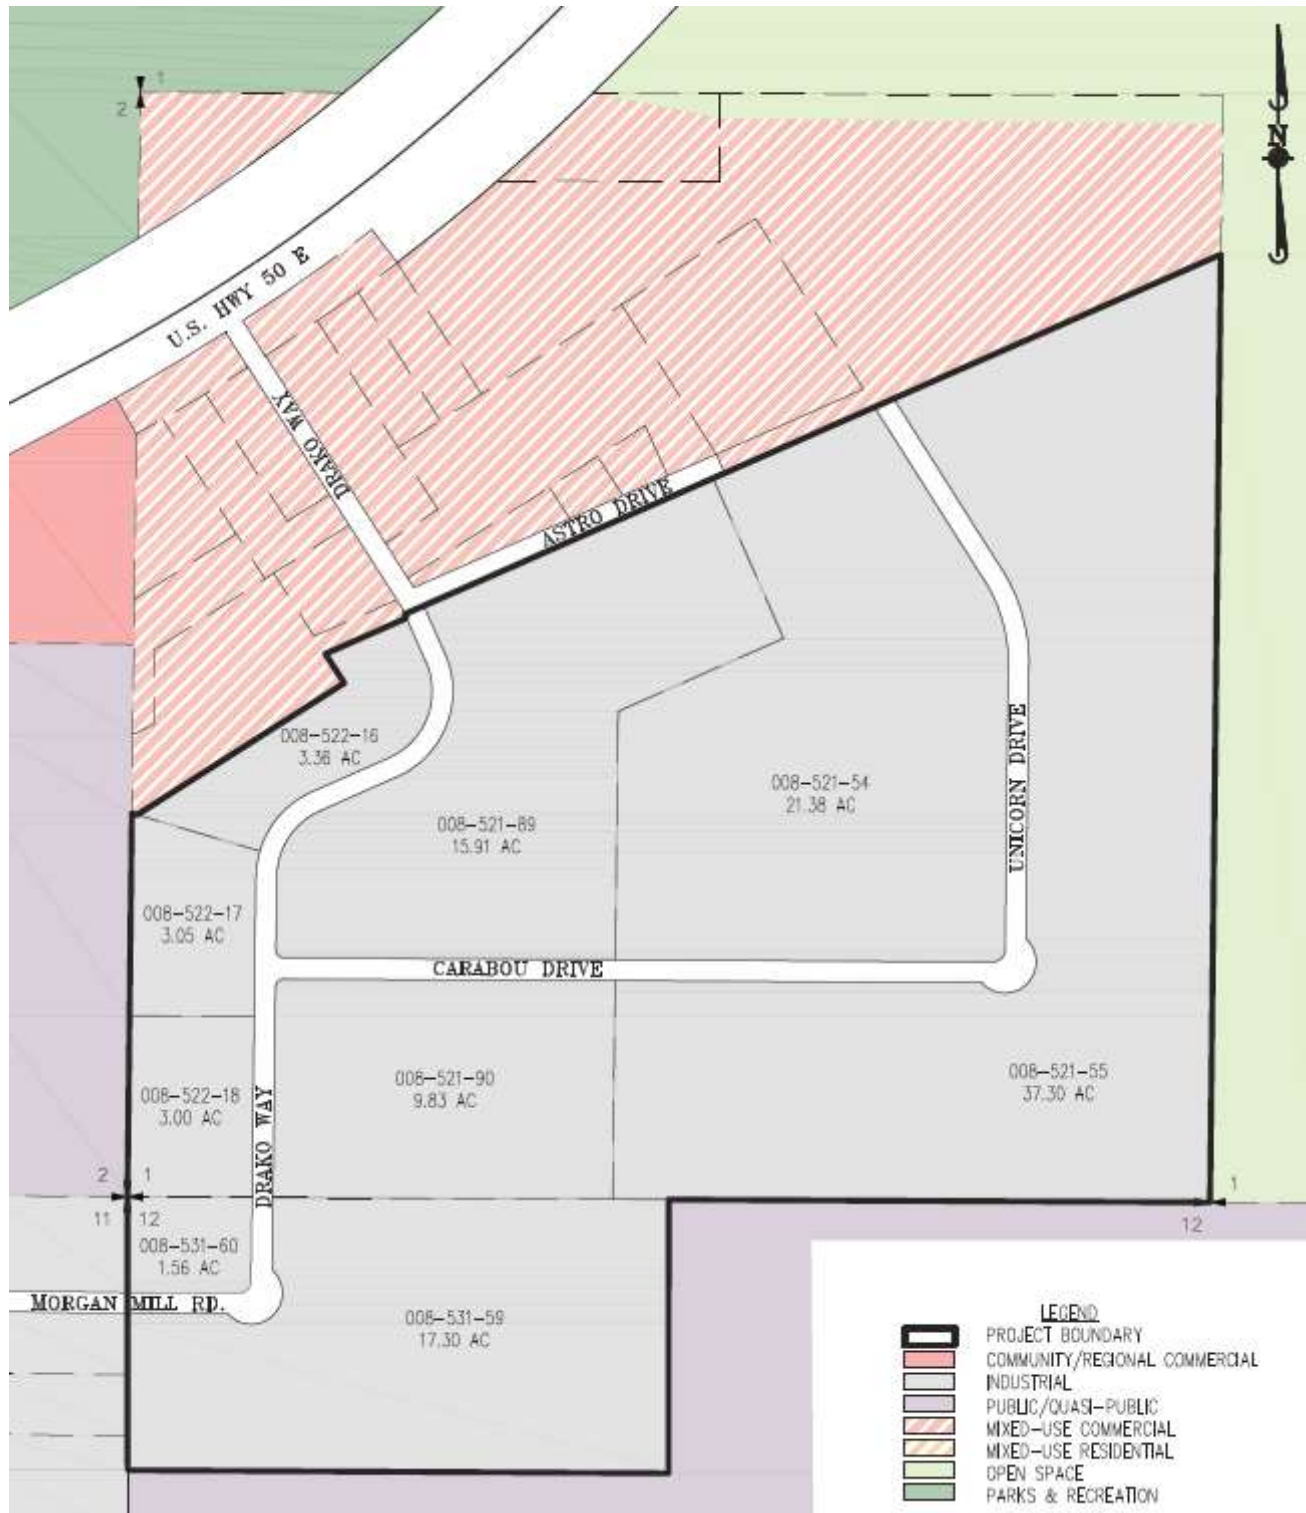 1
2
N
U.S. HWY 50 E
DRAKO WAY
ASTRO DRIVE
008-522-16
3.36 AC
008-521-54
21.38 AC
UNICORN DRIVE
008-521-89
15.91 AC
008-522-17
3.05 AC
CARABOU DRIVE
008-521-90
9.83 AC
008-521-55
37.30 AC
008-522-18
3.00 AC
DRAKO WAY
2
1
1
11
12
12
008-531-60
1.56 AC
MORGAN MILL RD.
008-531-59
17.30 AC
LEGEND
PROJECT BOUNDARY
COMMUNITY/REGIONAL COMMERCIAL
INDUSTRIAL
PUBLIC/QUASI-PUBLIC
MIXED-USE COMMERCIAL
MIXED-USE RESIDENTIAL
OPEN SPACE
PARKS & RECREATION